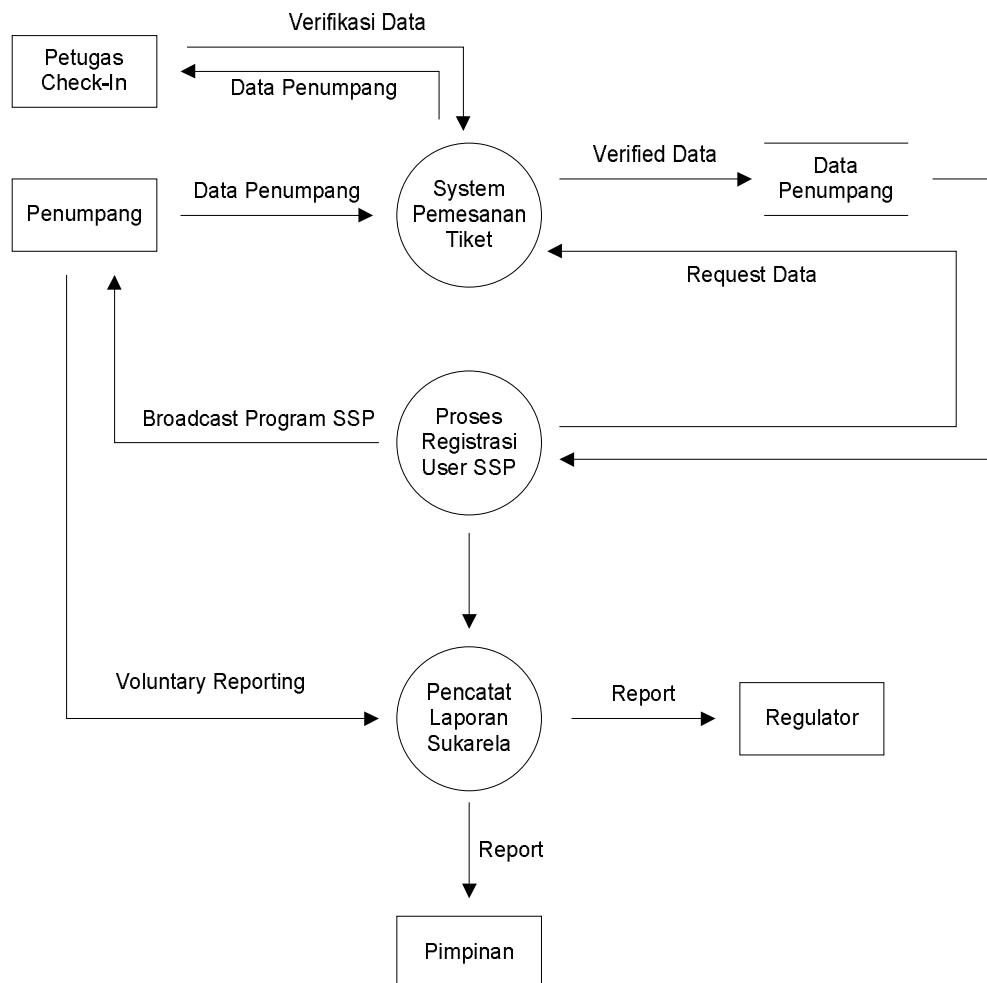 Verifikasi Data
Petugas
Check-In
Data Penumpang
Verified Data
Data
Penumpang
System
Pemesanan
Tiket
Data Penumpang
Penumpang
Request Data
Broadcast Program SSP
Proses
Registrasi
User SSP
Voluntary Reporting
Pencatat
Laporan
Sukarela
Report
Regulator
Report
Pimpinan